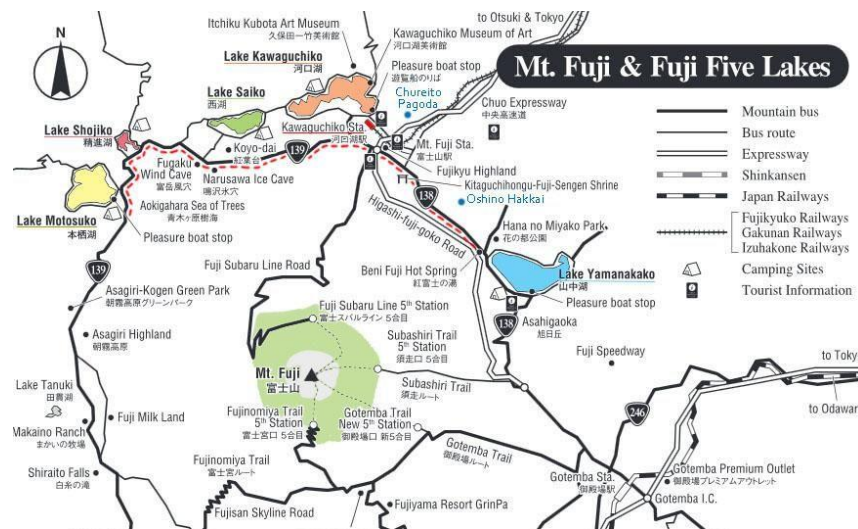 Mt. Fuji & Fuji Five Lakes
Mountain bus
Bus route
Expressway
Shinkansen
Japan Railways
Fujikyuko Railways
Gakunan Railways
Izuhakone Railways
Camping Sites
Tourist Information
N
Itchiku Kubota Art Museum
久保田一竹美術館
to Otsuki & Tokyo
Kawaguchiko Museum of Art
河口湖美術館
Lake Kawaguchiko
河口湖
Pleasure boat stop
遊覧船のりば
Chureito
Pagoda
Chuo Expressway
中央高速道
Lake Saiko
西湖
Lake Shojiko
精進湖
Kawaguchiko Sta.
河口湖駅
Koyo-dai
紅葉台
139
Mt. Fuji Sta.
富士山駅
Fugaku
Wind Cave
富岳風穴
Narusawa Ice Cave
鳴沢氷穴
Fujikyu Highland
Kitaguchihongu-Fuji-Sengen Shrine
138
Oshino Hakkai
Aokigahara Sea of Trees
青木ヶ原樹海
Lake Motosuko
本栖湖
Pleasure boat stop
Higashi-fuji-goko Road
Hana no Miyako Park
花の都公園
139
Fuji Subaru Line Road
Beni Fuji Hot Spring
紅富士の湯
Lake Yamanakako
山中湖
Pleasure boat stop
Asagiri-Kogen Green Park
朝霧高原グリーンパーク
Fuji Subaru Line 5th Station
富士スバルライン 5合目
138
Asahigaoka
旭日丘
Asagiri Highland
朝霧高原
Subashiri Trail
5th Station
須走口 5合目
Fuji Speedway
Mt. Fuji
富士山
Subashiri Trail
須走ルート
to Toky
to Odawar
Lake Tanuki
田貫湖
Fuji Milk Land
Fujinomiya Trail
5th Station
富士宮口 5合目
Gotemba Trail
New 5th Station
御殿場口 新5合目
246
Makaino Ranch
まかいの牧場
Gotemba Trail
御殿場ルート
Shiraito Falls
白糸の滝
Fujinomiya Trail
富士宮ルート
Gotemba Sta.
御殿場駅
Gotemba Premium Outlet
御殿場プレミアムアウトレット
Gotemba I.C.
Fujisan Skyline Road
Fujiyama Resort GrinPa